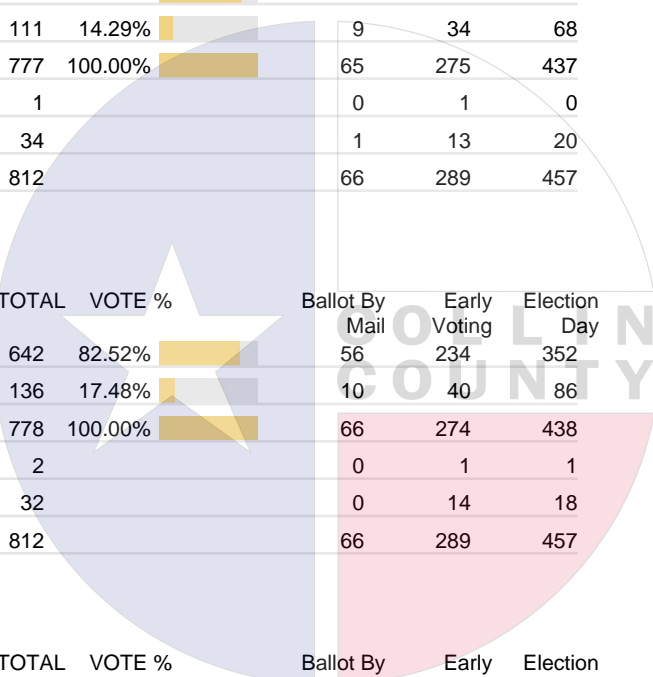 111 14.29% 9 34 68
777 100.00% 65 275 437
1 0 1 0
34 1 13 20
812 66 289 457
TOTAL VOTE % Ballot By Early Election
Mail Voting Day
642 82.52% 56 234 352
136 17.48% 10 40 86
778 100.00% 66 274 438
2 0 1 1
32 0 14 18
812 66 289 457
TOTAL VOTE % Ballot By Early Election
COLLIN
COUNTY